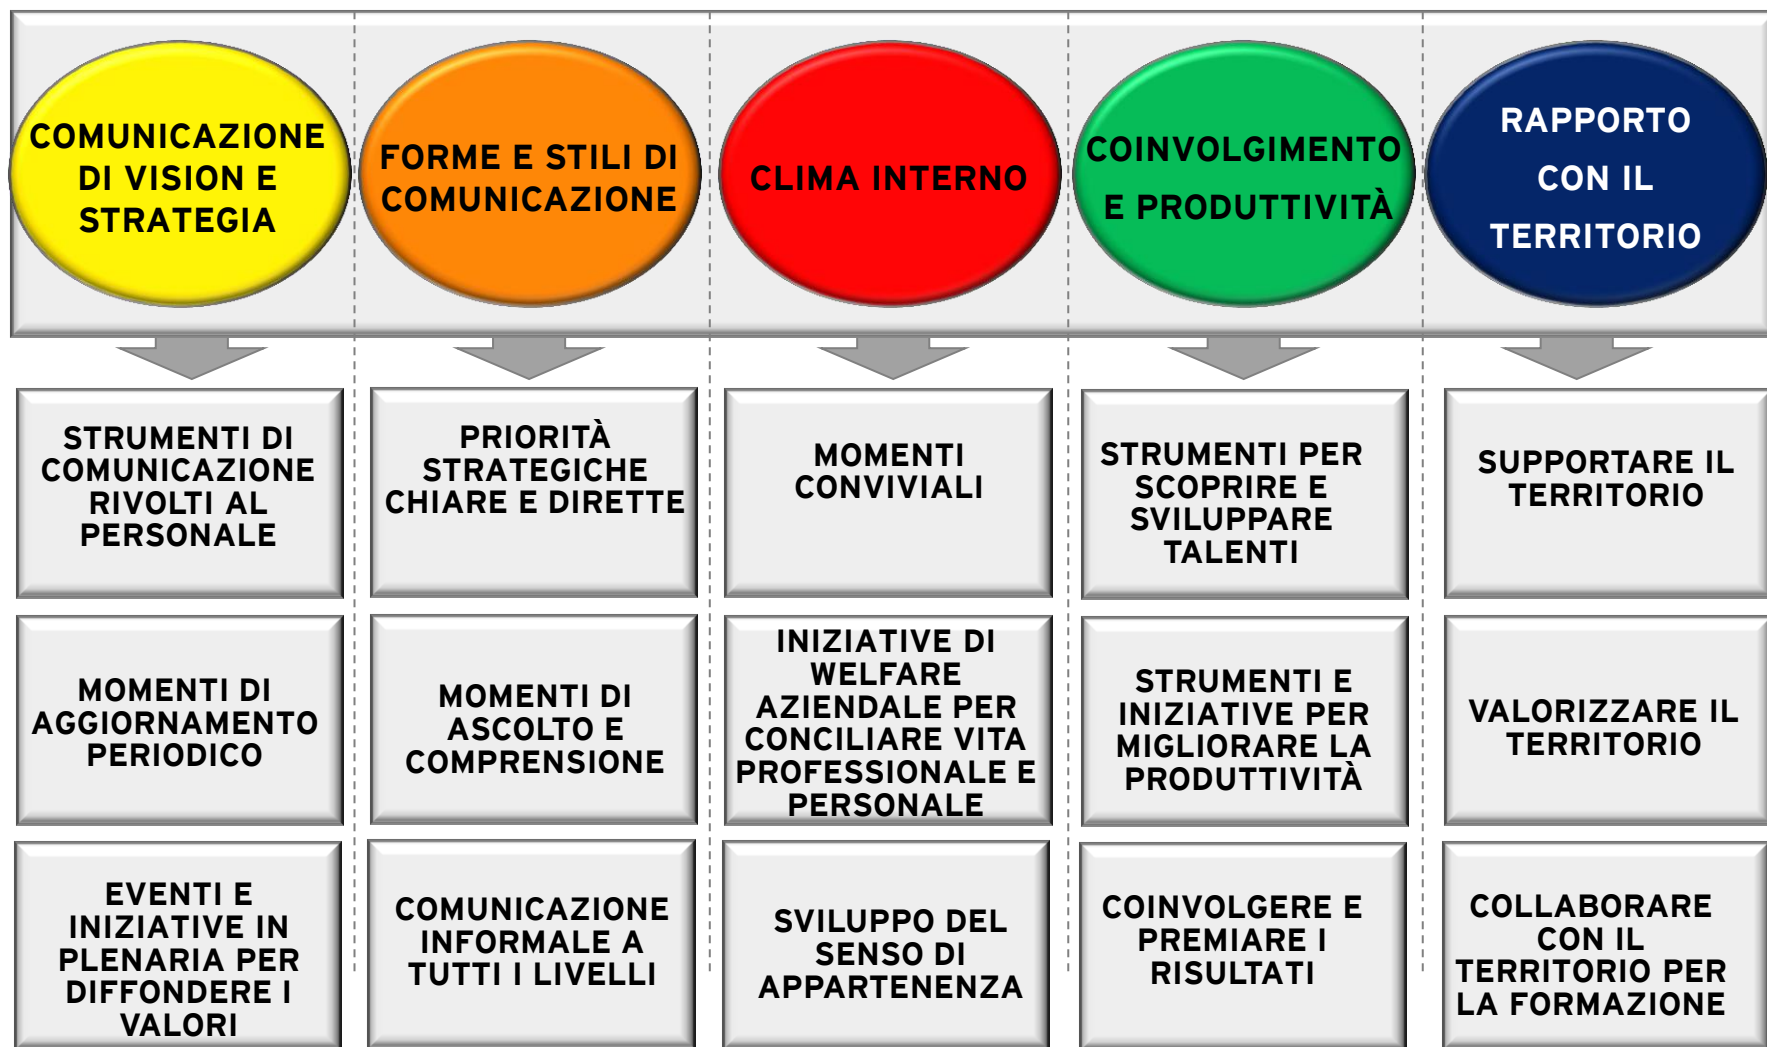 COMUNICAZIONE
DI VISION E
STRATEGIA
FORME E STILI DI
COMUNICAZIONE
CLIMA INTERNO
COINVOLGIMENTO
E PRODUTTIVITÀ
RAPPORTO
CON IL
TERRITORIO
STRUMENTI DI
COMUNICAZIONE
RIVOLTI AL
PERSONALE
PRIORITÀ
STRATEGICHE
CHIARE E DIRETTE
MOMENTI
CONVIVIALI
STRUMENTI PER
SCOPRIRE E
SVILUPPARE
TALENTI
SUPPORTARE IL
TERRITORIO
MOMENTI DI
AGGIORNAMENTO
PERIODICO
MOMENTI DI
ASCOLTO E
COMPRENSIONE
INIZIATIVE DI
WELFARE
AZIENDALE PER
CONCILIARE VITA
PROFESSIONALE E
PERSONALE
STRUMENTI E
INIZIATIVE PER
MIGLIORARE LA
PRODUTTIVITÀ
VALORIZZARE IL
TERRITORIO
EVENTI E
INIZIATIVE IN
PLENARIA PER
DIFFONDERE I
VALORI
COMUNICAZIONE
INFORMALE A
TUTTI I LIVELLI
SVILUPPO DEL
SENSO DI
APPARTENENZA
COINVOLGERE E
PREMIARE I
RISULTATI
COLLABORARE
CON IL
TERRITORIO PER
LA FORMAZIONE